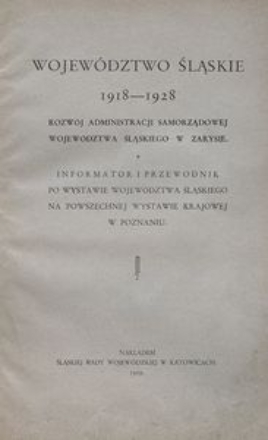 WOJEWÓDZTWO ŚLĄSKIE
1918—1928
ROZWÓJ ADMINISTRACJI SAMORZĄDOWEJ
WOJEWÓDZTWA ŚLĄSKIEGO W ZARYSIE.
INFORMATOR I PRZEWODNIK
PO WYSTAWIE WOJEWÓDZTWA ŚLĄSKIEGO
NA POWSZECHNEJ WYSTAWIE KRAJOWEJ
W POZNANIU.
NAKŁADEM
ŚLĄSKIEJ RADY WOJEWÓDZKIEJ W KATOWICACH
1929.